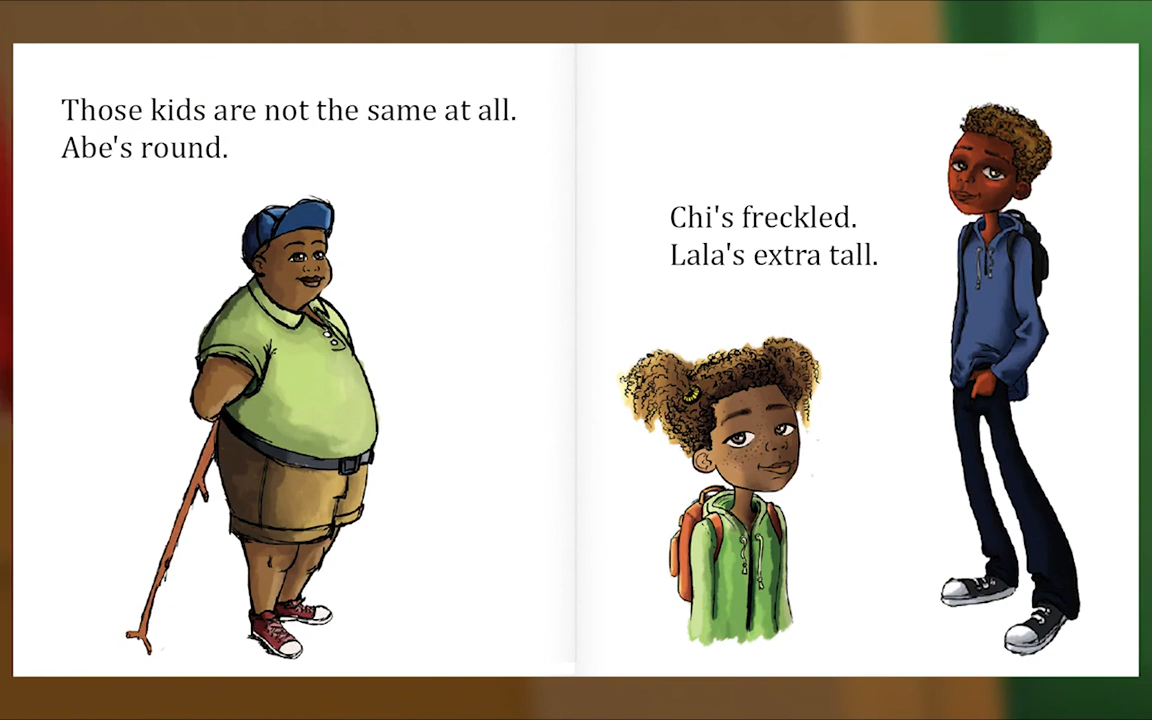 Those kids are not the same at all.
Abe's round.
Chi's freckled.
Lala's extra tall.